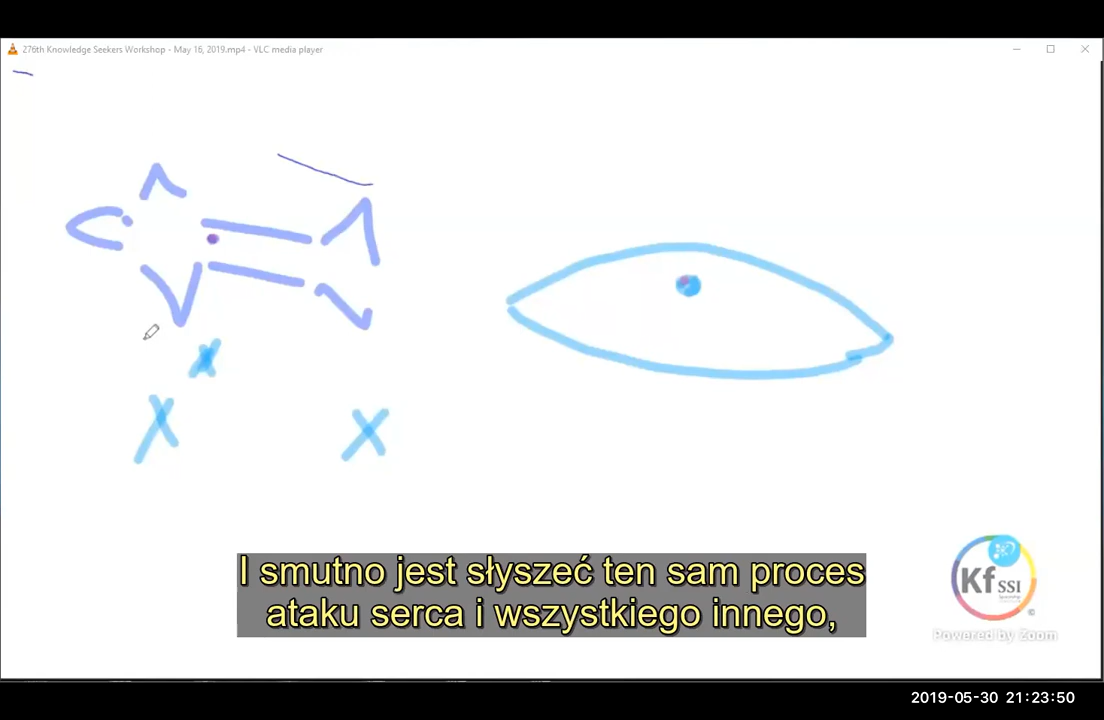 276th Knowledge Seekers Workshop - May 16, 2019.mp4 - VLC media player
X
X
X
I smutno jest słyszeć ten sam proces
ataku serca i wszystkiego innego,
Kf SSI
©
Powered by Zoom
2019-05-30 21:23:50